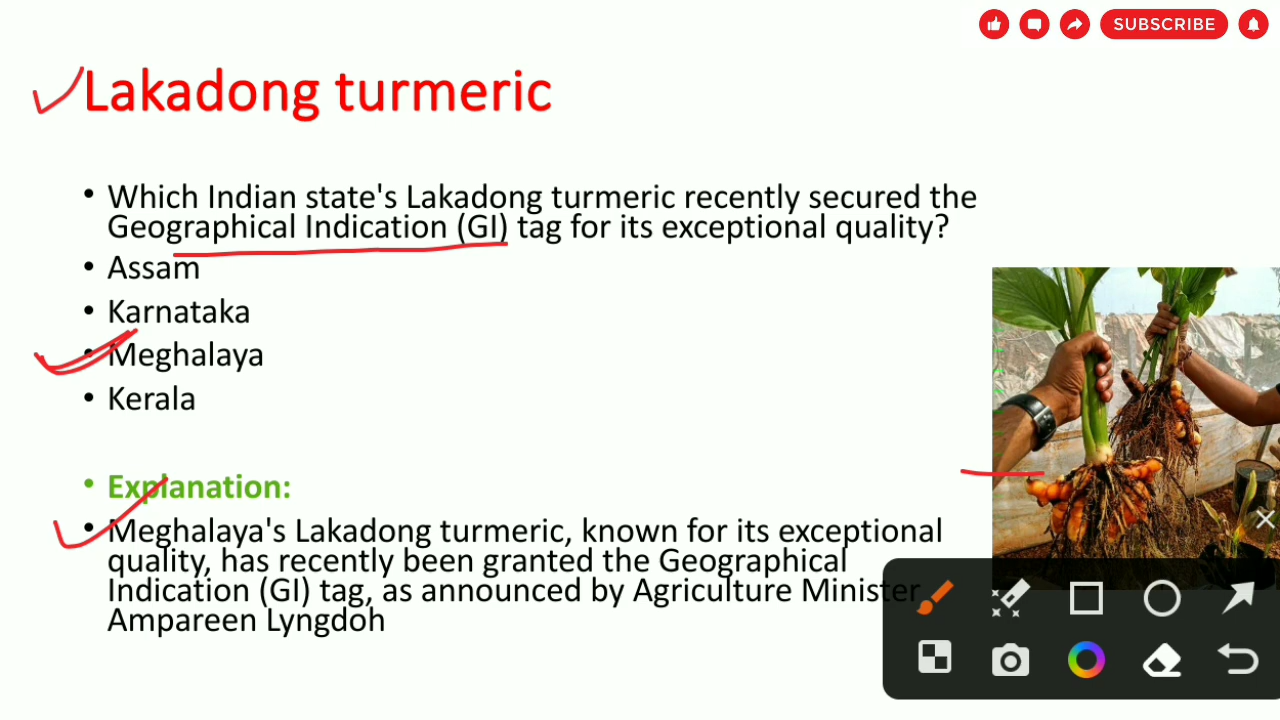 SUBSCRIBE
Lakadong turmeric
• Which Indian state's Lakadong turmeric recently secured the
Geographical Indication (GI) tag for its exceptional quality?
• Assam
• Karnataka
• Meghalaya
• Kerala
• Explanation:
• Meghalaya's Lakadong turmeric, known for its exceptional
quality, has recently been granted the Geographical
Indication (GI) tag, as announced by Agriculture Minister
Ampareen Lyngdoh